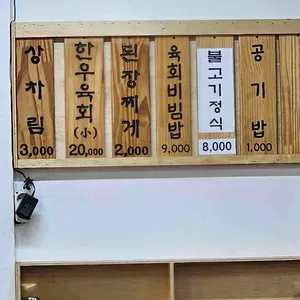 상차림
3,000
한우육회
(小)
20,000
된장찌게
2,000
육회비빔밥
9,000
불고기정식
8,000
공기밥
1,000